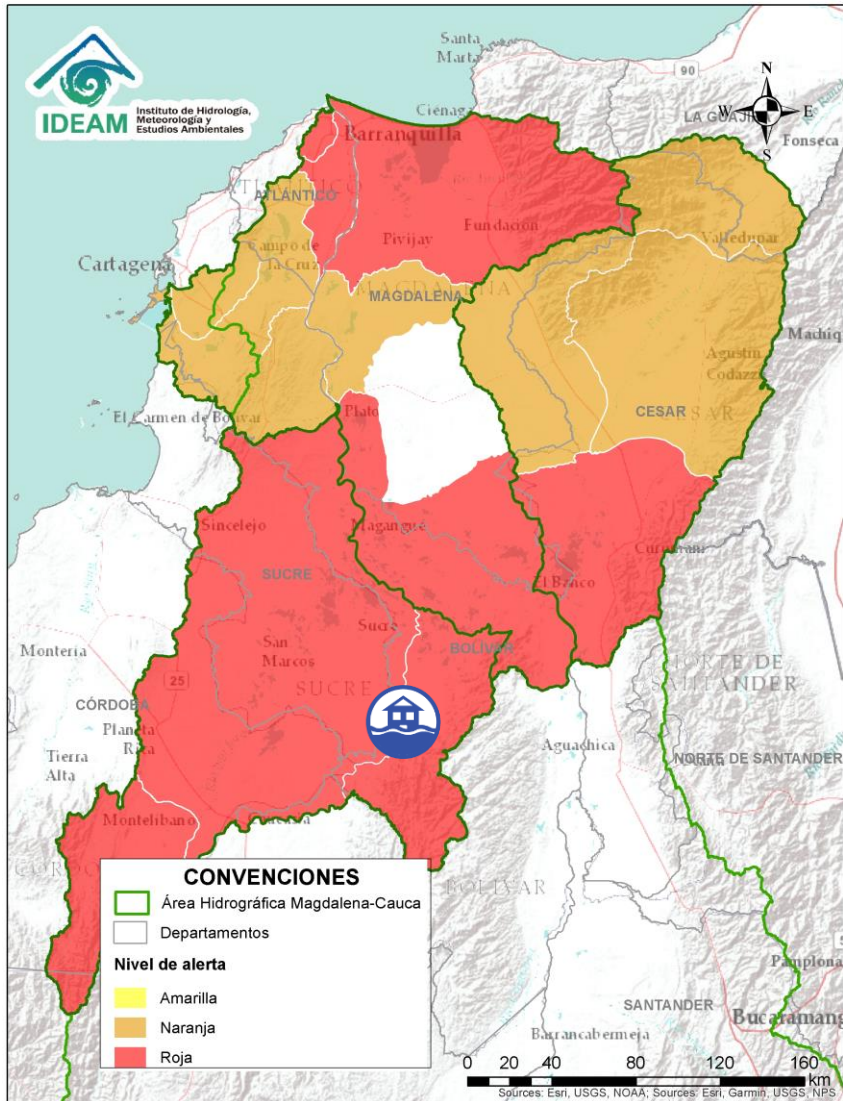 IDEAM
Instituto de Hidrología,
Meteorología y
Estudios Ambientales
Santa
Marta
Ciénaga
90
N
W
E
S
Fonseca
Barranquilla
ATLÁNTICO
Fundación
Pivijay
Valledupar
Campo de
la Cruz
Cartagena
MAGDALENA
Agustín
Codazzi
CESAR
CESAR
El Carmen de Bolívar
Plato
Sincelejo
Magangué
Curumaní
El Banco
SUCRE
Sucre
BOLÍVAR
Montería
San
Marcos
SUCRE
25
NORTE DE
SANTANDER
CÓRDOBA
Planeta
Rica
Tierra
Alta
Aguachica
NORTE DE SANTANDER
Montelíbano
BOLÍVAR
CONVENCIONES
Área Hidrográfica Magdalena-Cauca
Departamentos
Nivel de alerta
Amarilla
Naranja
Roja
Pamplona
SANTANDER
Barrancabermeja
0 20 40 80 120 160
km
Sources: Esri, USGS, NOAA; Sources: Esri, Garmin, USGS, NPS